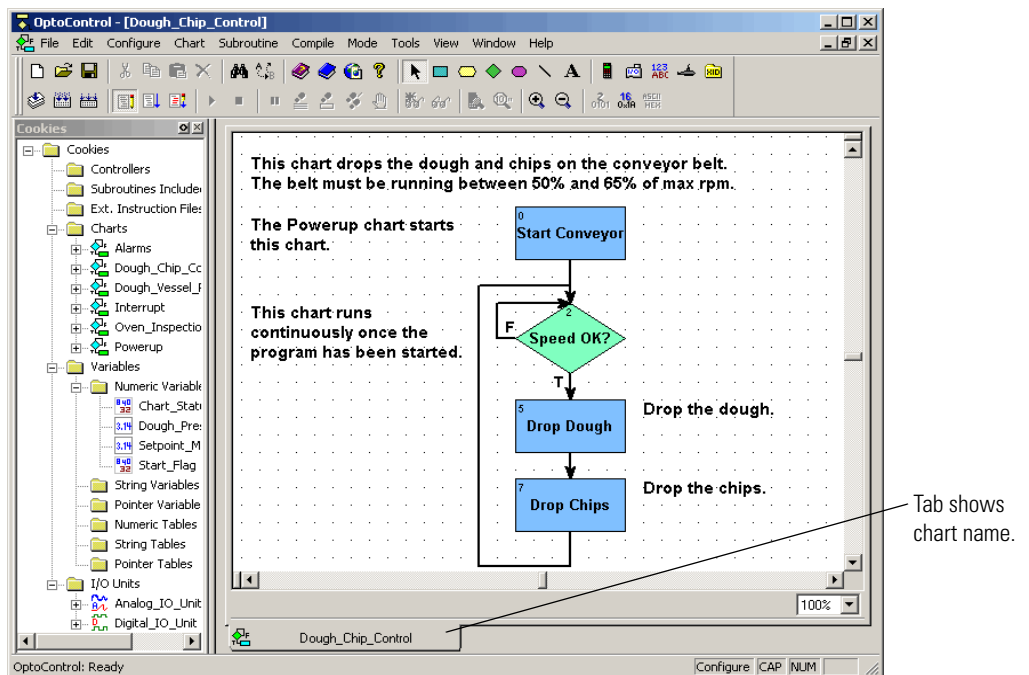 OptoControl - [Dough_Chip_Control]
File Edit Configure Chart Subroutine Compile Mode Tools View Window Help
Cookies
Cookies
Controllers
Subroutines Include
Ext. Instruction File
Charts
Alarms
Dough_Chip_Co
Dough_Vessel_
Interrupt
Oven_Inspectio
Powerup
Variables
Numeric Variable
Chart_Stat
Dough_Pre
Setpoint_M
Start_Flag
String Variables
Pointer Variable
Numeric Tables
String Tables
Pointer Tables
I/O Units
Analog_IO_Unit
Digital_IO_Unit
This chart drops the dough and chips on the conveyor belt.
The belt must be running between 50% and 65% of max rpm.
The Powerup chart starts
this chart.
This chart runs
continuously once the
program has been started.
0
Start Conveyor
2
Speed OK?
F
T
5
Drop Dough
Drop the dough.
7
Drop Chips
Drop the chips.
100%
Dough_Chip_Control
Tab shows
chart name.
OptoControl: Ready
Configure CAP NUM